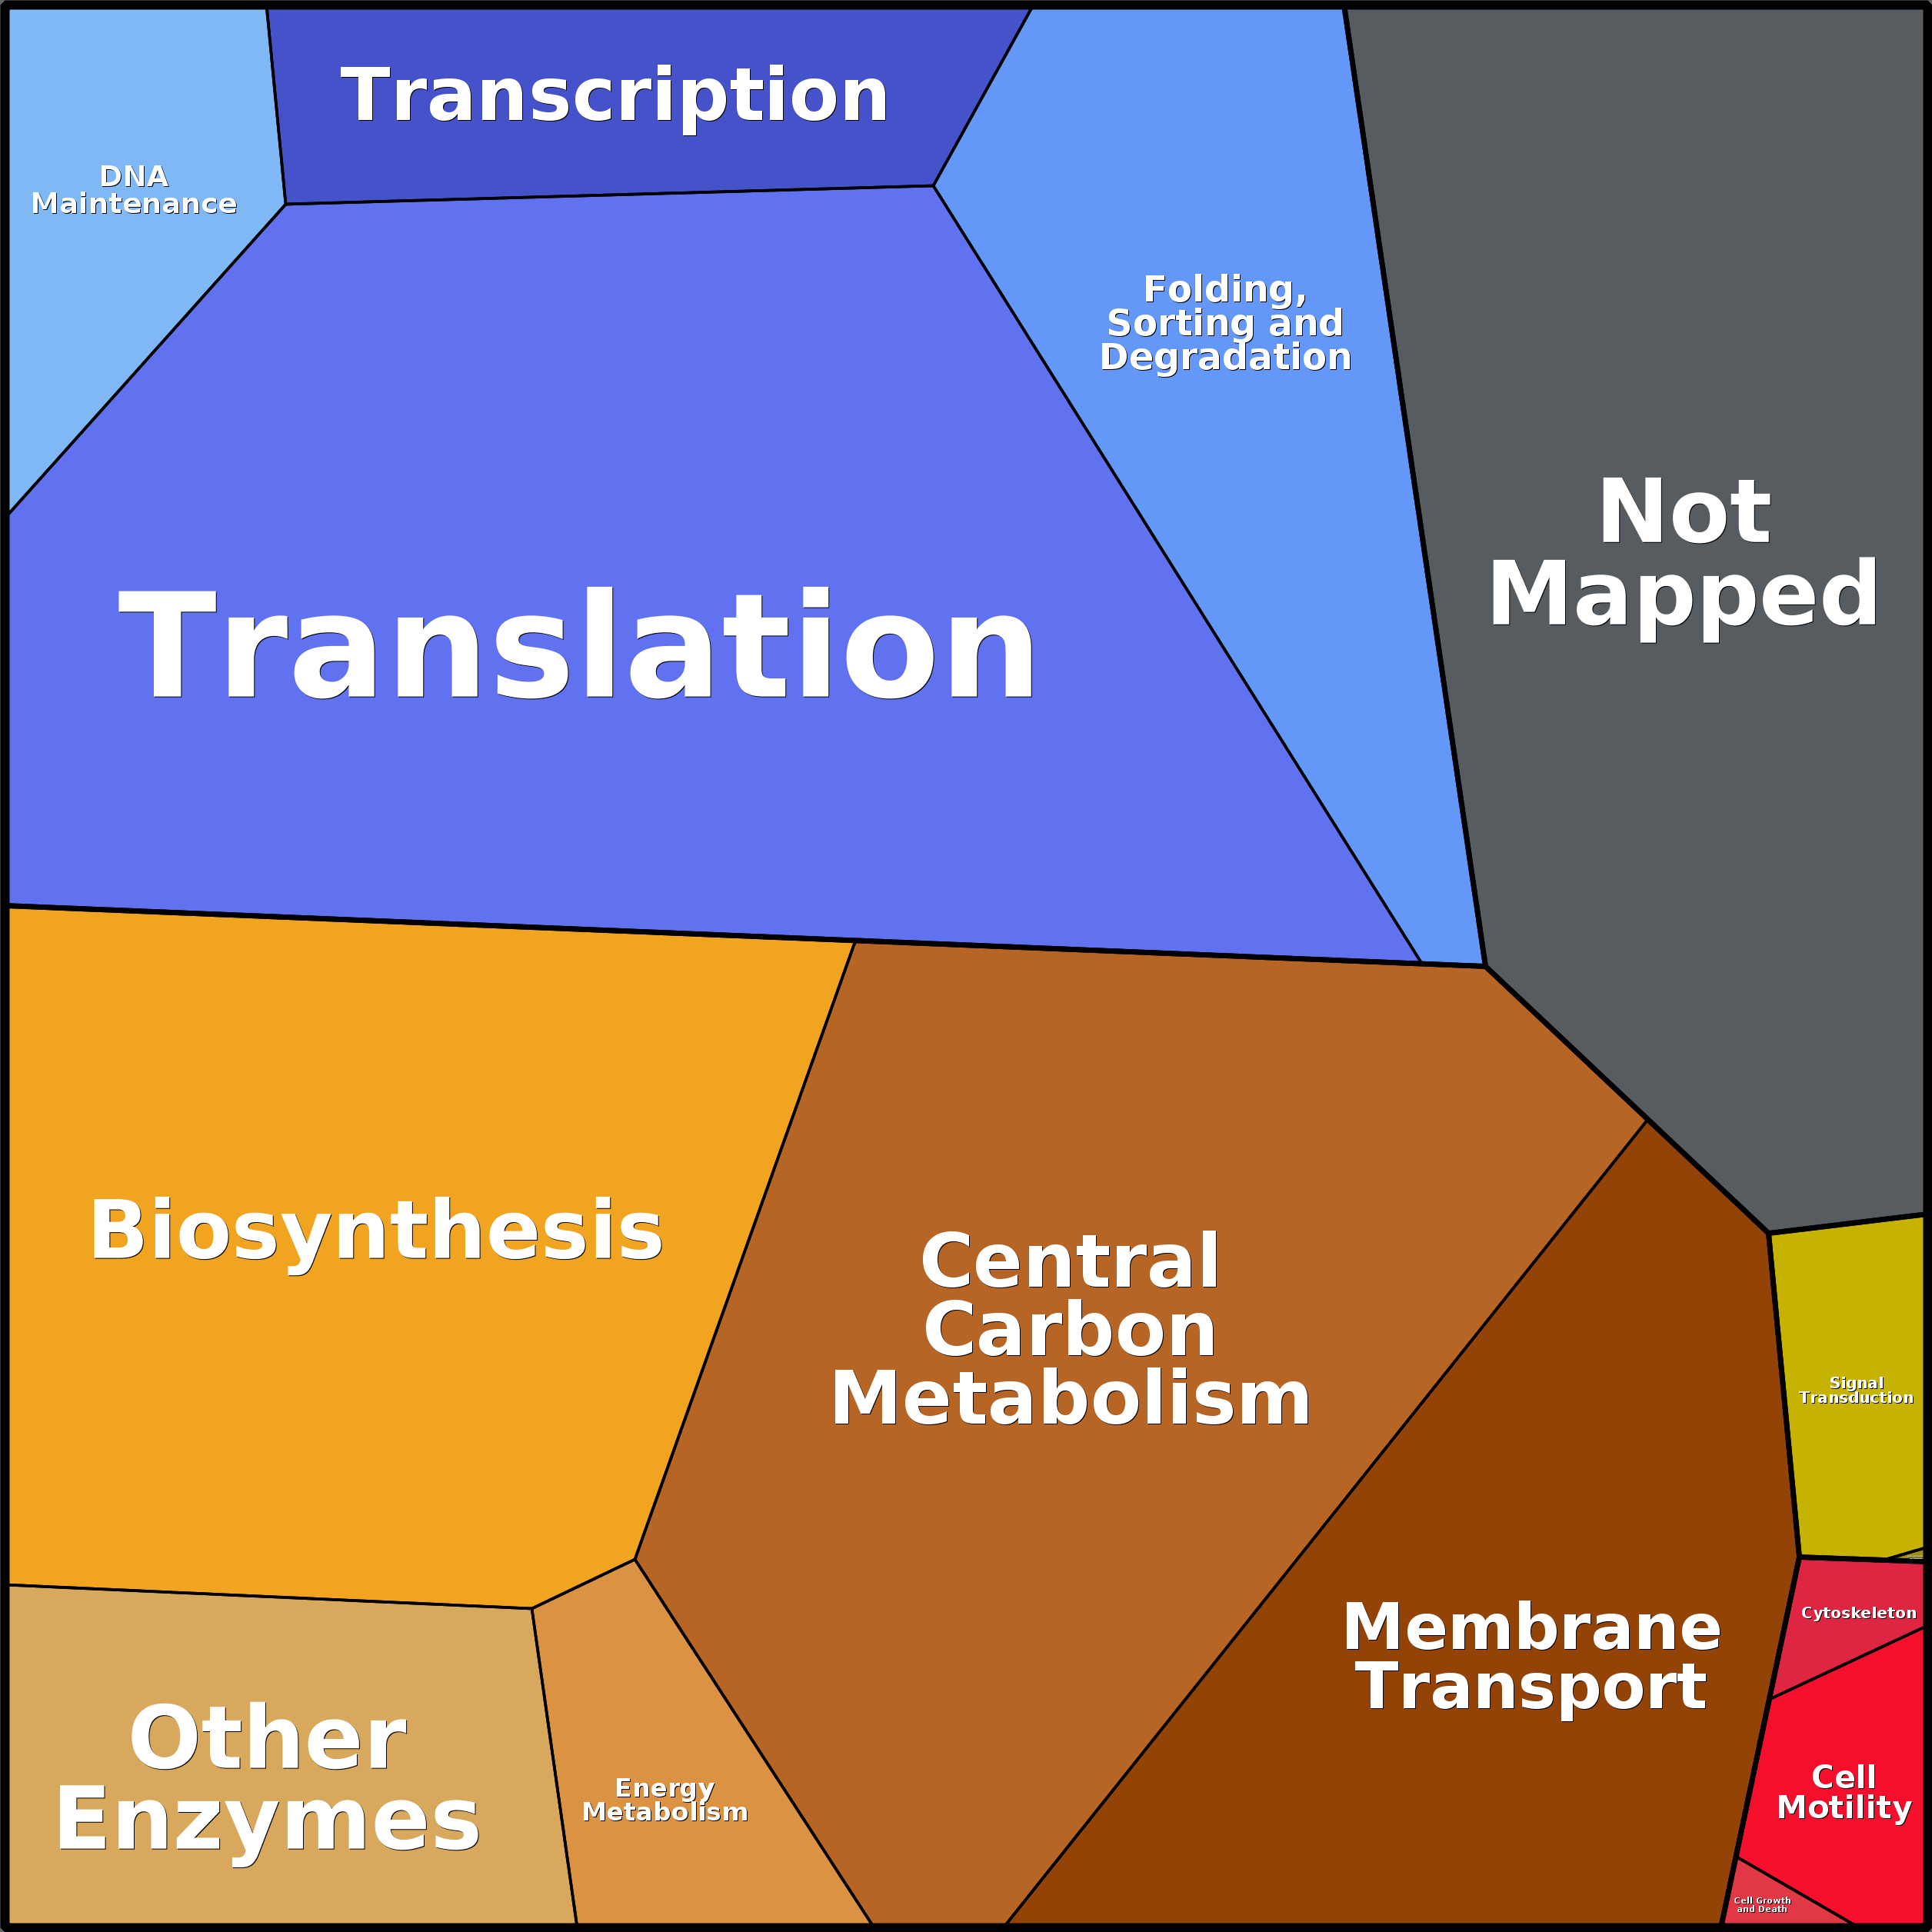 Transcription
DNA
Maintenance
Folding,
Sorting and
Degradation
Not
Mapped
Translation
Biosynthesis
Central
Carbon
Metabolism
Signal
Transduction
Membrane
Transport
Cytoskeleton
Other
Enzymes
Energy
Metabolism
Cell
Motility
Cell Growth
and Death